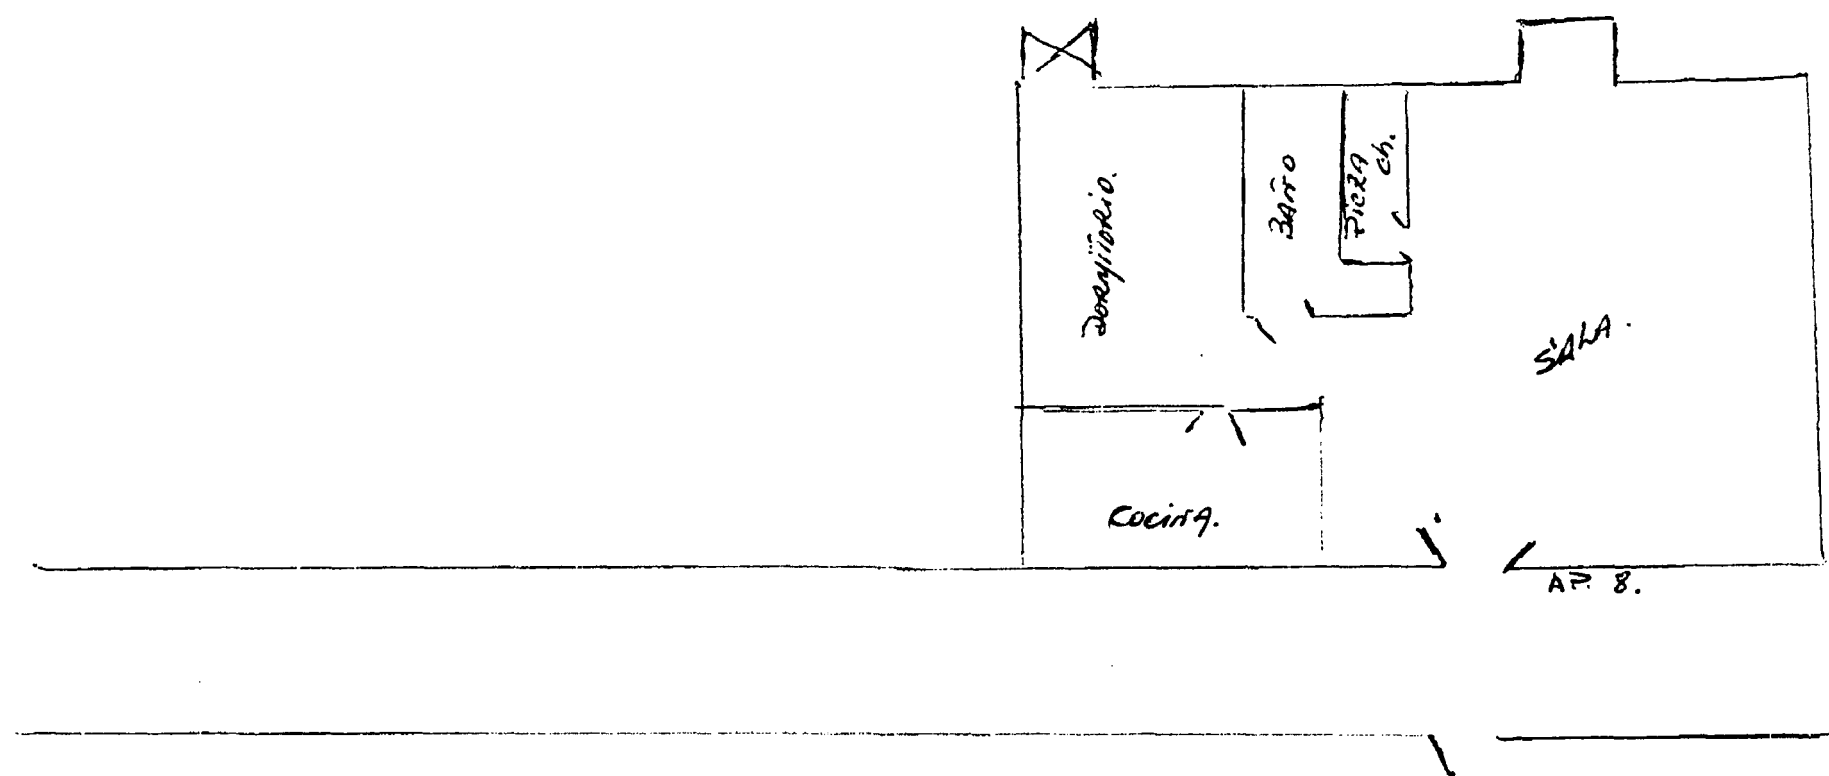 DORMITORIO.
BAÑO
PIEZA
Ch.
SALA.
COCINA.
AP. 8.